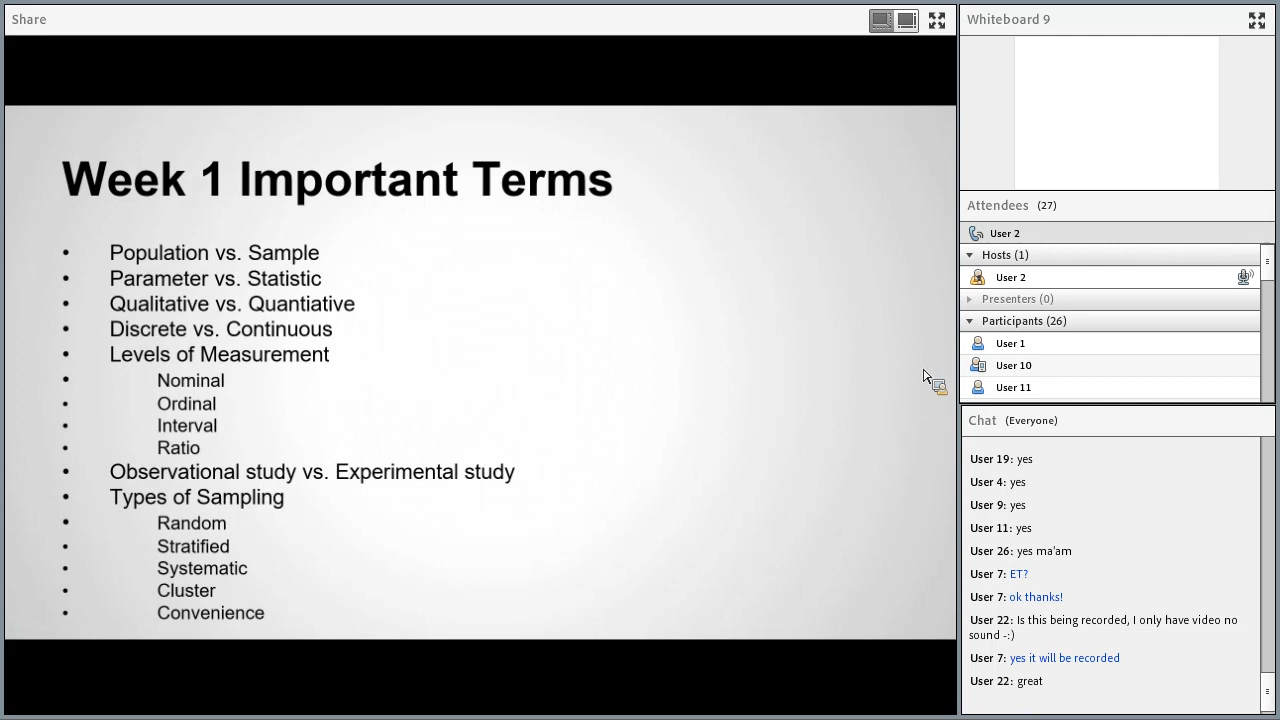 Share
Week 1 Important Terms
• Population vs. Sample
• Parameter vs. Statistic
• Qualitative vs. Quantiative
• Discrete vs. Continuous
• Levels of Measurement
• Nominal
• Ordinal
• Interval
• Ratio
• Observational study vs. Experimental study
• Types of Sampling
• Random
• Stratified
• Systematic
• Cluster
• Convenience
Whiteboard 9
Attendees (27)
User 2
Hosts (1)
User 2
Presenters (0)
Participants (26)
User 1
User 10
User 11
Chat (Everyone)
User 19: yes
User 4: yes
User 9: yes
User 11: yes
User 26: yes ma'am
User 7: ET?
User 7: ok thanks!
User 22: Is this being recorded, I only have video no
sound -:)
User 7: yes it will be recorded
User 22: great